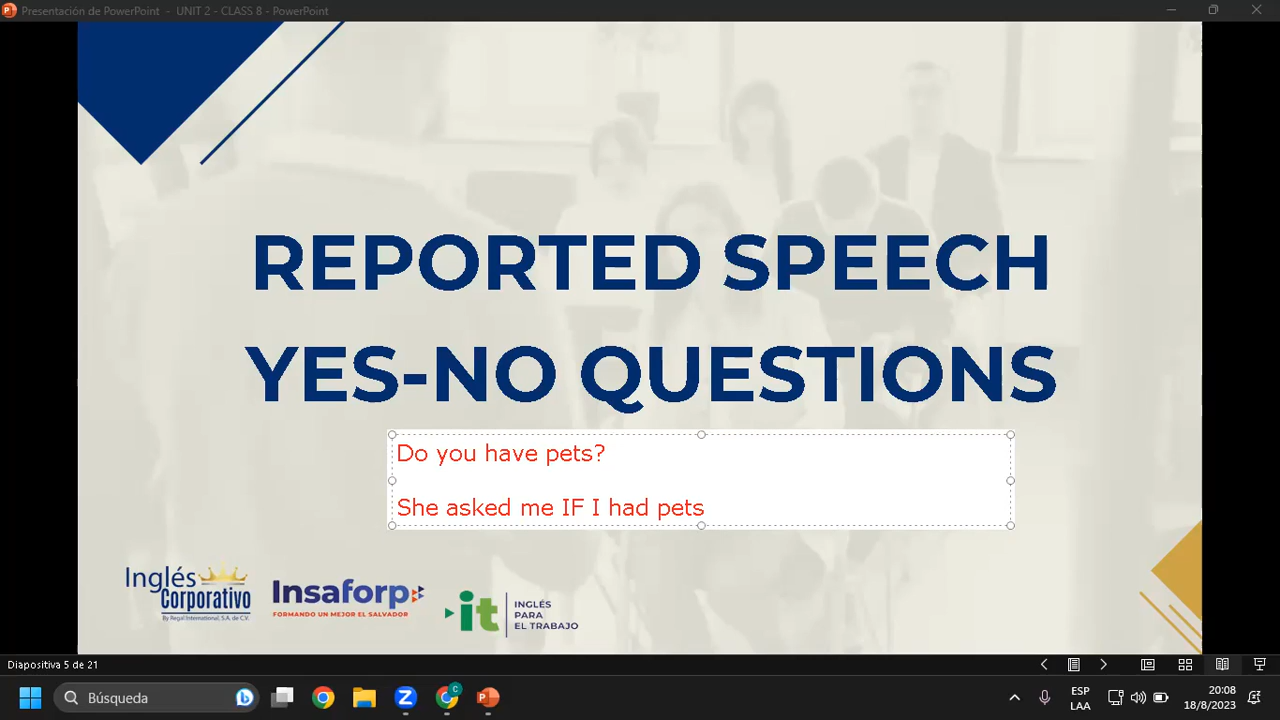 Presentación de PowerPoint - UNIT 2 - CLASS 8 - PowerPoint
REPORTED SPEECH
YES-NO QUESTIONS
Do you have pets?
She asked me IF I had pets
Inglés
Corporativo
By Regal International, S.A. de C.V.
Insaforp
FORMANDO UN MEJOR EL SALVADOR
it
INGLÉS
PARA
EL TRABAJO
Diapositiva 5 de 21
Búsqueda
ESP
LAA
20:08
18/8/2023